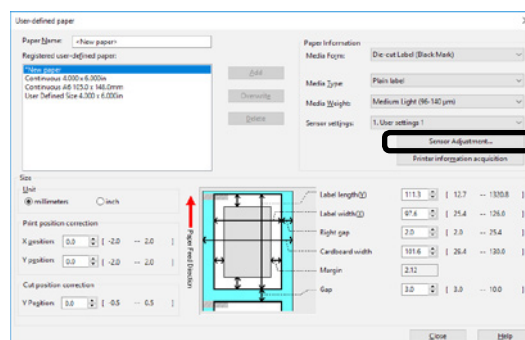 User-defined paper
Paper Name: <New paper>
Registered user-defined paper:
*New paper
Continuous 4.000 x 6.000in
Continuous A6 105.0 x 148.0mm
User Defined Size 4.000 x 6.000in
Add
Overwrite
Delete
Paper Information
Media Form: Die-cut Label (Black Mark)
Media Type: Plain label
Media Weight: Medium Light (96-140 μm)
Sensor settings: 1. User settings 1
Sensor Adjustment...
Printer information acquisition
Size
Unit
millimeters inch
Print position correction
X position 0.0 [ -2.0 -- 2.0 ]
Y position 0.0 [ -2.0 -- 2.0 ]
Cut position correction
Y Position 0.0 [ -0.5 -- 0.5 ]
Paper Feed Direction
Label length(Y) 111.3 [ 12.7 -- 1320.8 ]
Label width(X) 97.6 [ 25.4 -- 126.0 ]
Right gap 2.0 [ 2.0 -- 25.4 ]
Cardboard width 101.6 [ 26.4 -- 130.0 ]
Margin 2.12
Gap 3.0 [ 3.0 -- 10.0 ]
Close
Help